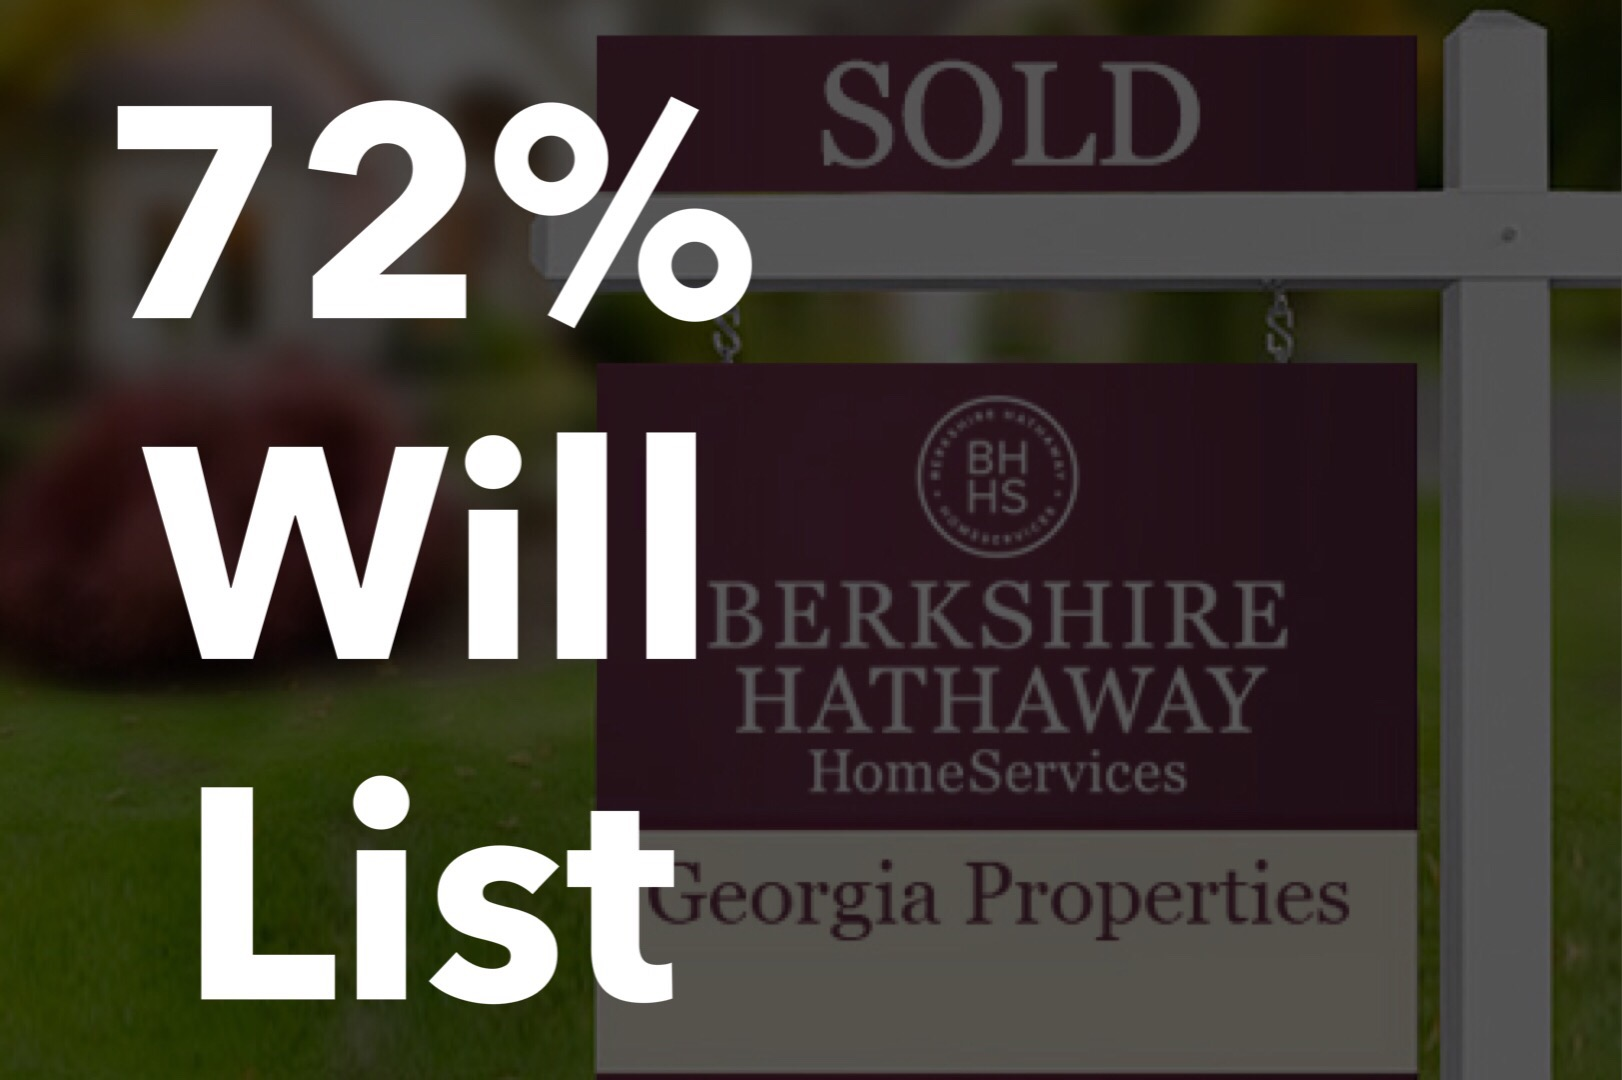 72%
Will
List
SOLD
BERKSHIRE HATHAWAY
BH
HS
HOMESERVICES
BERKSHIRE
HATHAWAY
HomeServices
Georgia Properties